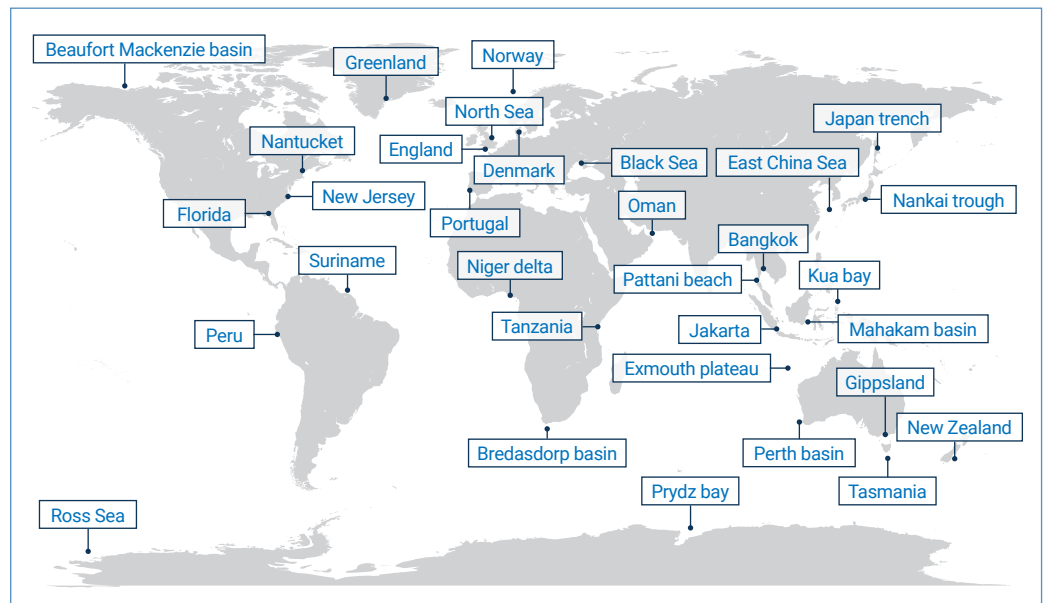 Beaufort Mackenzie basin
Greenland
Norway
North Sea
Japan trench
Nantucket
England
Denmark
Black Sea
East China Sea
New Jersey
Nankai trough
Florida
Portugal
Oman
Bangkok
Suriname
Niger delta
Pattani beach
Kua bay
Peru
Tanzania
Jakarta
Mahakam basin
Exmouth plateau
Gippsland
New Zealand
Bredasdorp basin
Perth basin
Prydz bay
Tasmania
Ross Sea